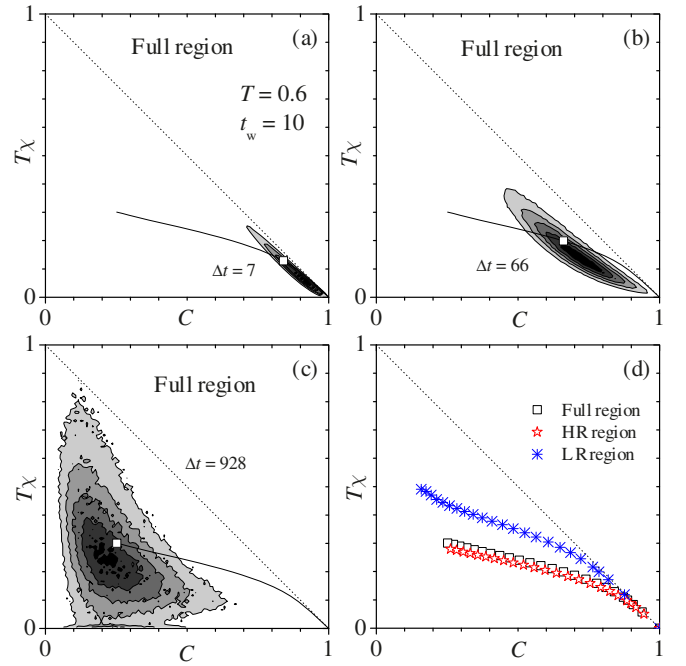 1
Full region
(a)
T = 0.6
t_w = 10
Tχ
Δt = 7
0
0
C
1
1
Full region
(b)
Tχ
Δt = 66
0
0
C
1
1
Full region
(c)
Δt = 928
Tχ
0
0
C
1
1
(d)
Full region
HR region
LR region
Tχ
0
0
C
1